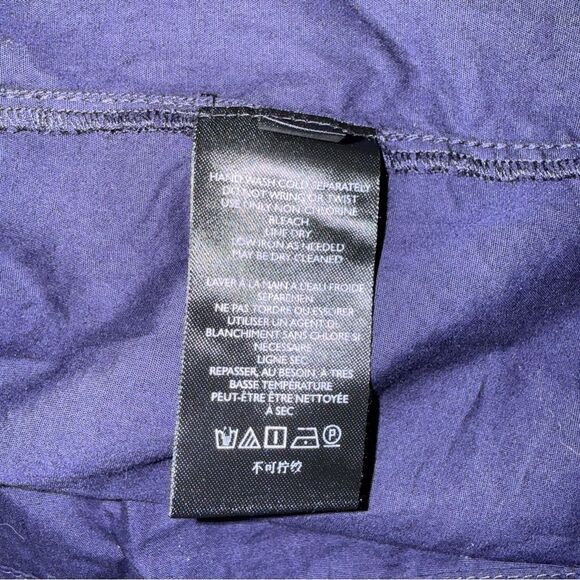 HAND WASH COLD SEPARATELY
DO NOT WRING OR TWIST
USE ONLY NON-CHLORINE
BLEACH
LINE DRY
LOW IRON AS NEEDED
MAY BE DRY CLEANED
LAVER À LA MAIN A L'EAU FROIDE
SEPARÉMEN
NE PAS TORDRE OU ESSORER
UTILISER UN AGENT DE
BLANCHIMENT SANS CHLORE SI
NECESSAIRE
LIGNE SEC
REPASSER, AU BESOIN, À TRÈS
BASSE TEMPÉRATURE
PEUT-ÊTRE ÊTRE NETTOYÉE
À SEC
P
不可拧绞